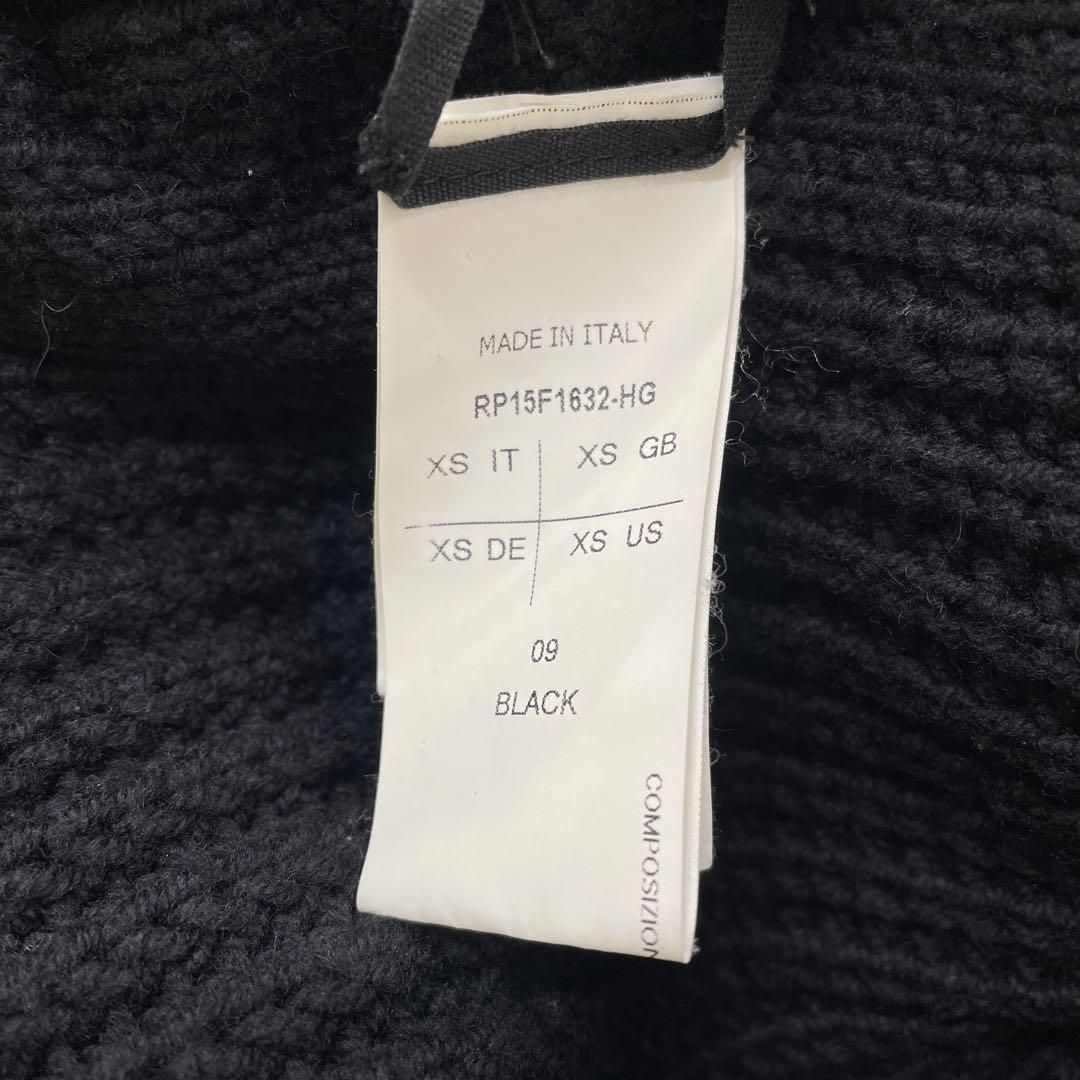 MADE IN ITALY
RP15F1632-HG
XS IT XS GB
XS DE XS US
09
BLACK
COMPOSIZION